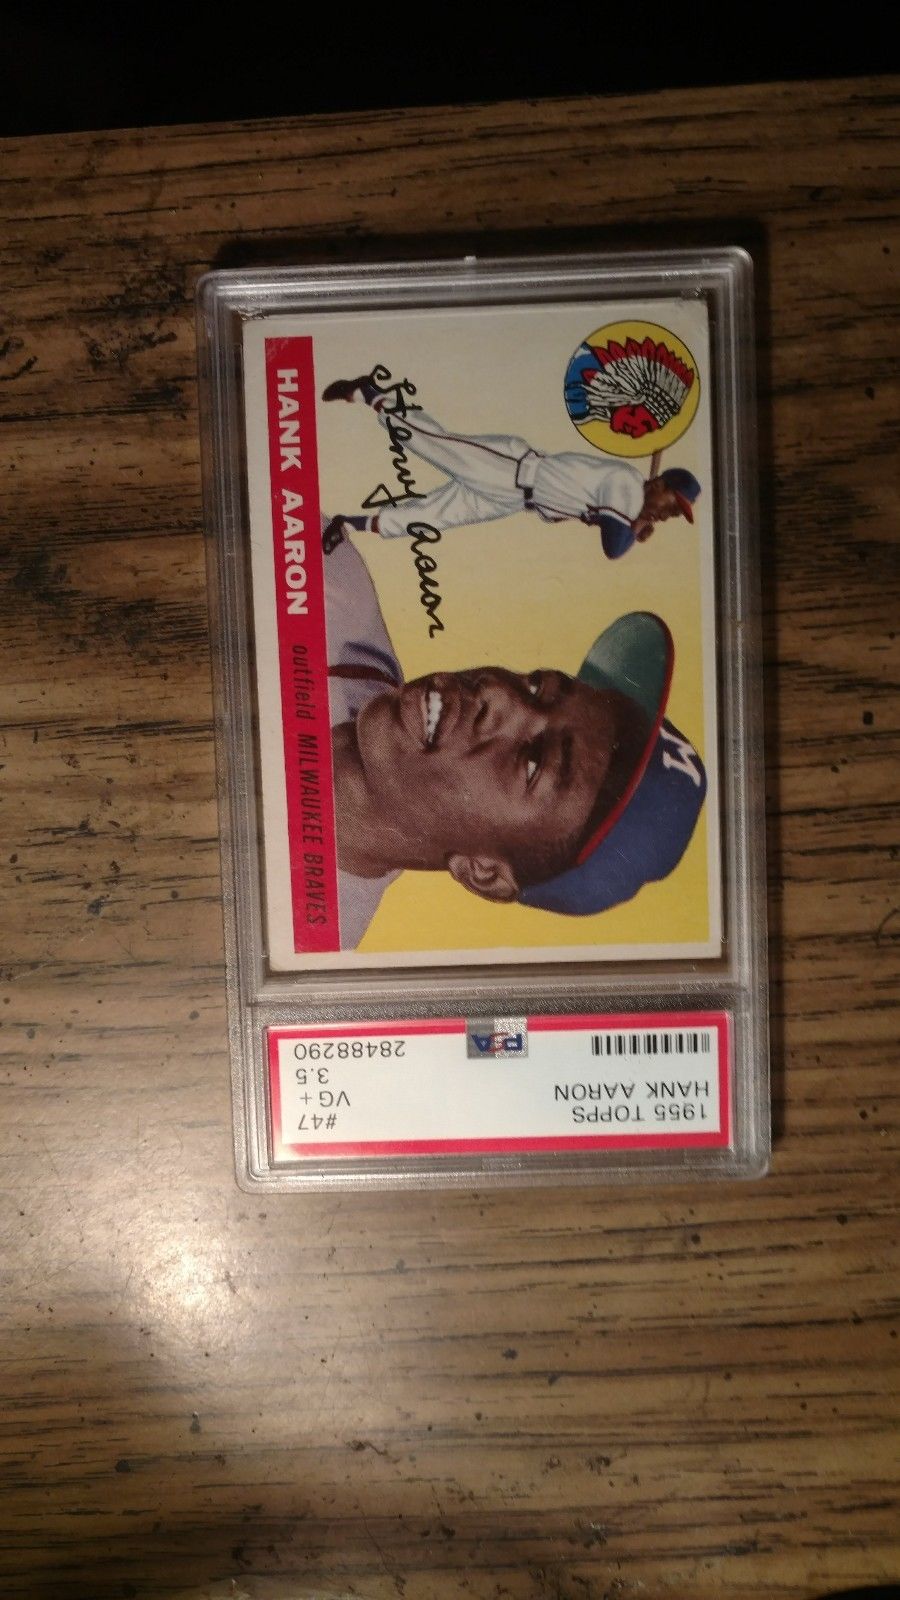 1955 TOPPS
HANK AARON
#47
VG +
3.5
28488290
PSA
M
Henry Aaron
HANK AARON outfield MILWAUKEE BRAVES